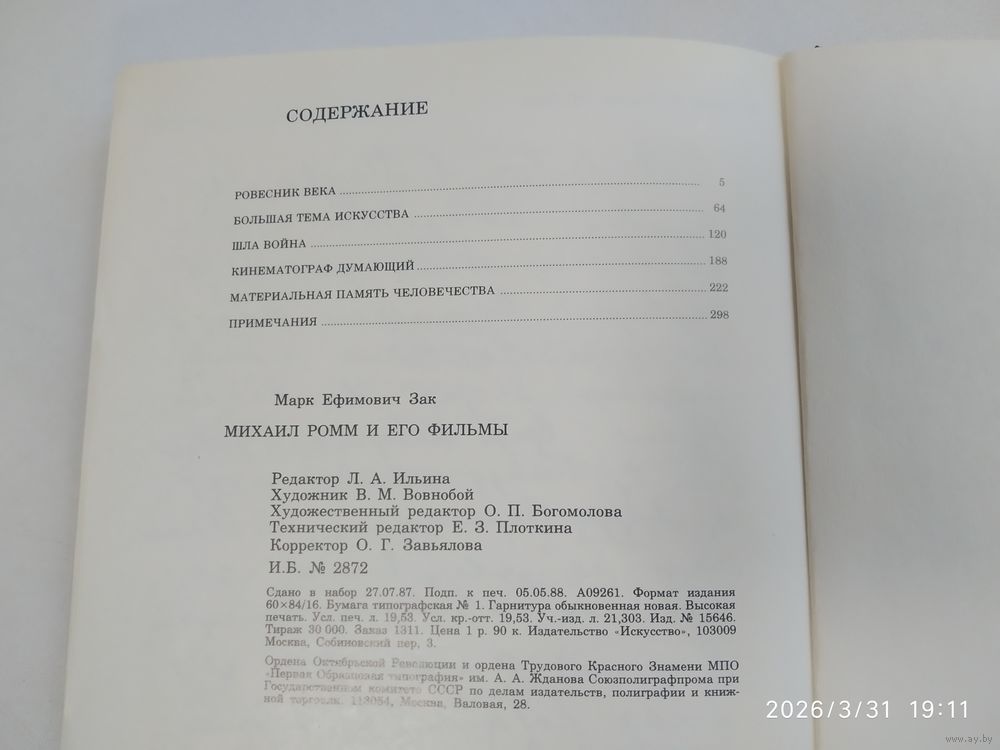 СОДЕРЖАНИЕ
РОВЕСНИК ВЕКА ........ 5
БОЛЬШАЯ ТЕМА ИСКУССТВА ........ 64
ШЛА ВОЙНА ........ 120
КИНЕМАТОГРАФ ДУМАЮЩИЙ ........ 188
МАТЕРИАЛЬНАЯ ПАМЯТЬ ЧЕЛОВЕЧЕСТВА ........ 222
ПРИМЕЧАНИЯ ........ 298
Марк Ефимович Зак
МИХАИЛ РОММ И ЕГО ФИЛЬМЫ
Редактор Л. А. Ильина
Художник В. М. Вовнобой
Художественный редактор О. П. Богомолова
Технический редактор Е. З. Плоткина
Корректор О. Г. Завьялова
И.Б. № 2872
Сдано в набор 27.07.87. Подп. к печ. 05.05.88. А09261. Формат издания
60×84/16. Бумага типографская № 1. Гарнитура обыкновенная новая. Высокая
печать. Усл. печ. л. 19,53. Усл. кр.-отт. 19,53. Уч.-изд. л. 21,303. Изд. № 15646.
Тираж 30 000. Заказ 1311. Цена 1 р. 90 к. Издательство «Искусство», 103009
Москва, Собиновский пер, 3.
Ордена Октябрьской Революции и ордена Трудового Красного Знамени МПО
«Первая Образцовая типография» им. А. А. Жданова Союзполиграфпрома при
Государственном комитете СССР по делам издательств, полиграфии и книж-
ной торговли. 113054, Москва, Валовая, 28.
2026/3/31 19:11
www.ay.by